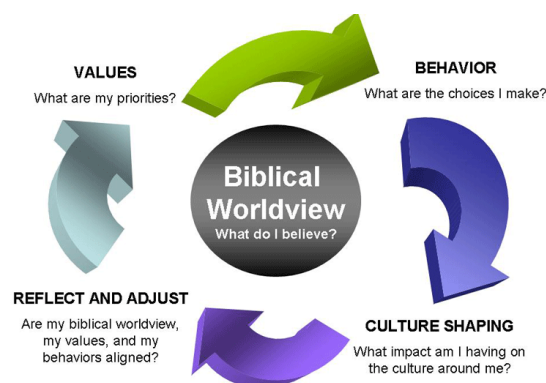 VALUES
What are my priorities?
BEHAVIOR
What are the choices I make?
Biblical
Worldview
What do I believe?
REFLECT AND ADJUST
Are my biblical worldview,
my values, and my
behaviors aligned?
CULTURE SHAPING
What impact am I having on
the culture around me?